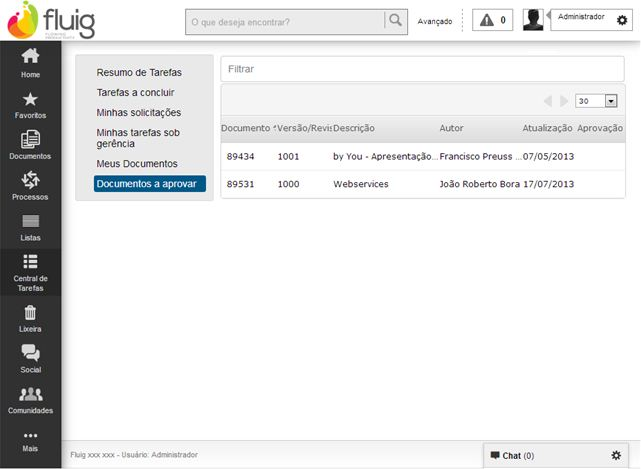 fluig
O que deseja encontrar?
Avançado
0
Administrador
Home
Favoritos
Documentos
Processos
Listas
Central de
Tarefas
Lixeira
Social
Comunidades
Mais
Resumo de Tarefas
Tarefas a concluir
Minhas solicitações
Minhas tarefas sob
gerência
Meus Documentos
Documentos a aprovar
Filtrar
30
Documento Versão/Revis Descrição Autor Atualização Aprovação
89434 1001 by You - Apresentação... Francisco Preuss ... 07/05/2013
89531 1000 Webservices João Roberto Bora 17/07/2013
Fluig xxx xxx - Usuário: Administrador
Chat (0)